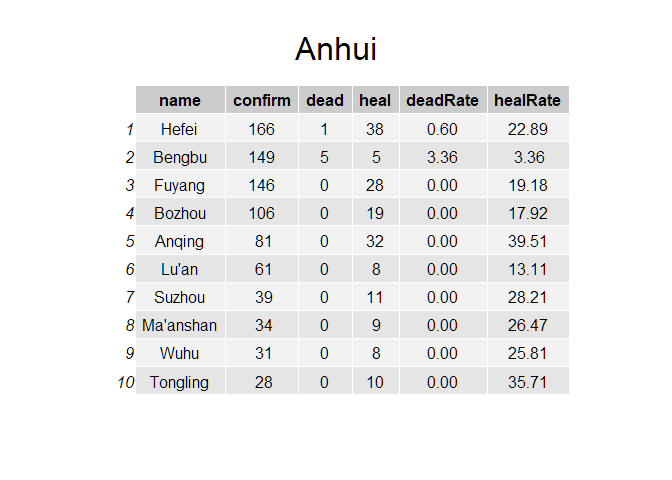 Anhui
name confirm dead heal deadRate healRate
1 Hefei 166 1 38 0.60 22.89
2 Bengbu 149 5 5 3.36 3.36
3 Fuyang 146 0 28 0.00 19.18
4 Bozhou 106 0 19 0.00 17.92
5 Anqing 81 0 32 0.00 39.51
6 Lu'an 61 0 8 0.00 13.11
7 Suzhou 39 0 11 0.00 28.21
8 Ma'anshan 34 0 9 0.00 26.47
9 Wuhu 31 0 8 0.00 25.81
10 Tongling 28 0 10 0.00 35.71